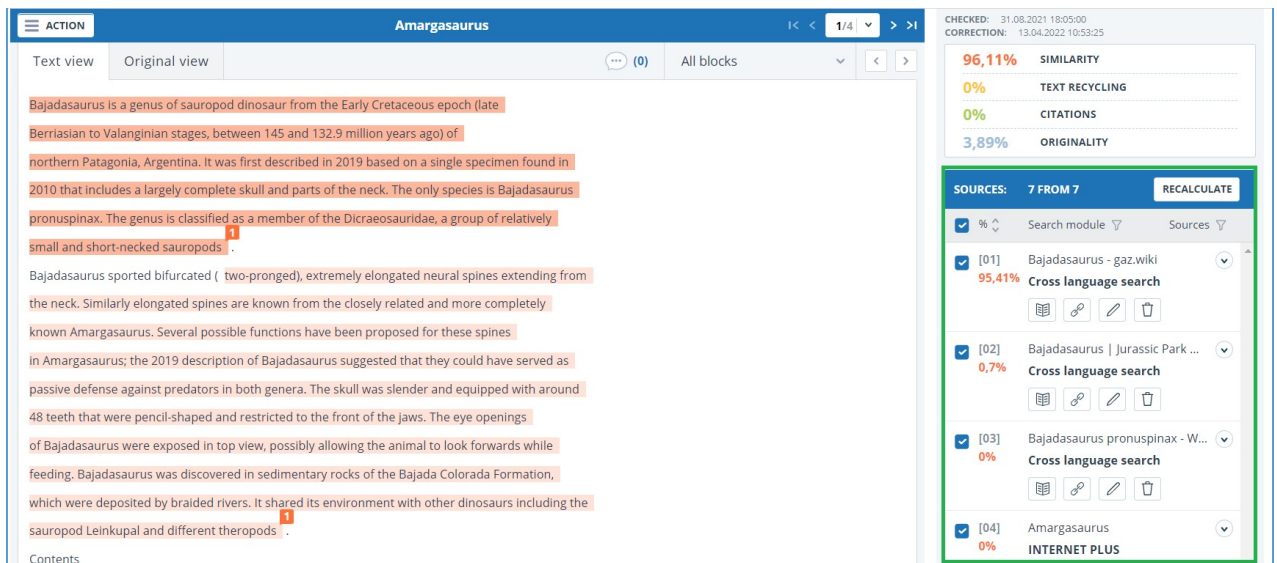 ACTION
Amargasaurus
1/4
Text view
Original view
(0)
All blocks
Bajadasaurus is a genus of sauropod dinosaur from the Early Cretaceous epoch (late
Berriasian to Valanginian stages, between 145 and 132.9 million years ago) of
northern Patagonia, Argentina. It was first described in 2019 based on a single specimen found in
2010 that includes a largely complete skull and parts of the neck. The only species is Bajadasaurus
pronuspinax. The genus is classified as a member of the Dicraeosauridae, a group of relatively
1
small and short-necked sauropods .
Bajadasaurus sported bifurcated ( two-pronged), extremely elongated neural spines extending from
the neck. Similarly elongated spines are known from the closely related and more completely
known Amargasaurus. Several possible functions have been proposed for these spines
in Amargasaurus; the 2019 description of Bajadasaurus suggested that they could have served as
passive defense against predators in both genera. The skull was slender and equipped with around
48 teeth that were pencil-shaped and restricted to the front of the jaws. The eye openings
of Bajadasaurus were exposed in top view, possibly allowing the animal to look forwards while
feeding. Bajadasaurus was discovered in sedimentary rocks of the Bajada Colorada Formation,
which were deposited by braided rivers. It shared its environment with other dinosaurs including the
1
sauropod Leinkupal and different theropods .
Contents
CHECKED: 31.08.2021 18:05:00
CORRECTION: 13.04.2022 10:53:25
96,11% SIMILARITY
0% TEXT RECYCLING
0% CITATIONS
3,89% ORIGINALITY
SOURCES: 7 FROM 7 RECALCULATE
% Search module Sources
[01] Bajadasaurus - gaz.wiki
95,41% Cross language search
[02] Bajadasaurus | Jurassic Park ...
0,7% Cross language search
[03] Bajadasaurus pronuspinax - W...
0% Cross language search
[04] Amargasaurus
0% INTERNET PLUS